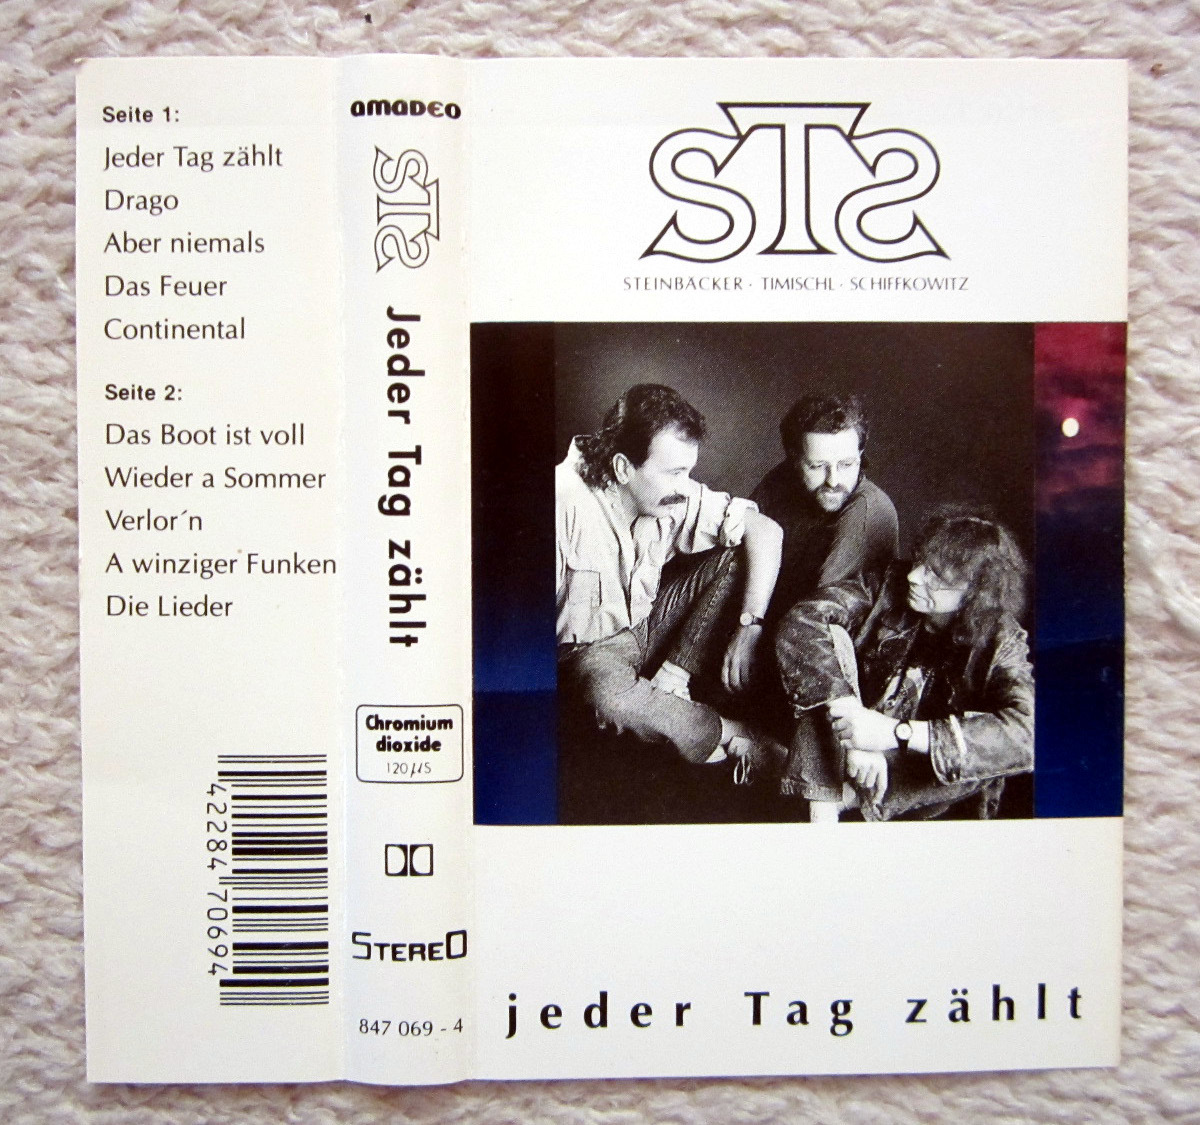 Seite 1:
Jeder Tag zählt
Drago
Aber niemals
Das Feuer
Continental
Seite 2:
Das Boot ist voll
Wieder a Sommer
Verlor´n
A winziger Funken
Die Lieder
42284 70694
amadeo
STS
Jeder Tag zählt
Chromium
dioxide
120µS
STEREO
847 069 - 4
STS
STEINBÄCKER · TIMISCHL · SCHIFFKOWITZ
jeder Tag zählt